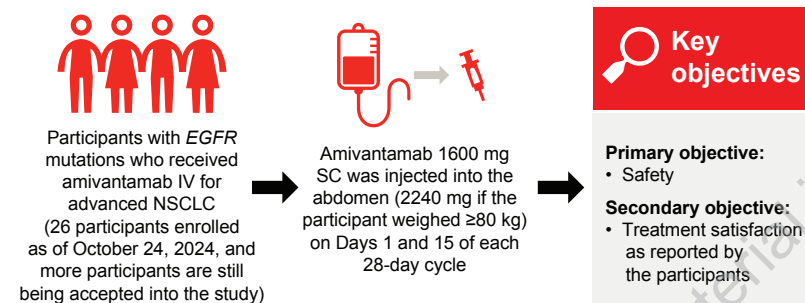 Participants with EGFR
mutations who received
amivantamab IV for
advanced NSCLC
(26 participants enrolled
as of October 24, 2024, and
more participants are still
being accepted into the study)
Amivantamab 1600 mg
SC was injected into the
abdomen (2240 mg if the
participant weighed ≥80 kg)
on Days 1 and 15 of each
28-day cycle
Key
objectives
Primary objective:
• Safety
Secondary objective:
• Treatment satisfaction
as reported by
the participants